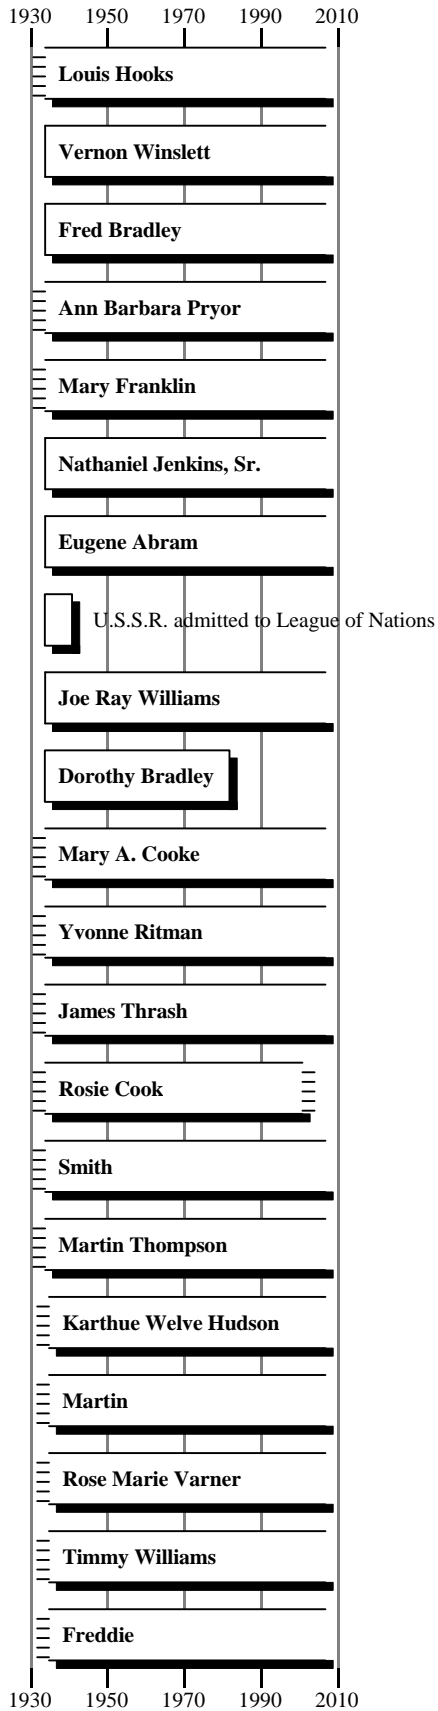 1930 1950 1970 1990 2010
Louis Hooks
Vernon Winslett
Fred Bradley
Ann Barbara Pryor
Mary Franklin
Nathaniel Jenkins, Sr.
Eugene Abram
U.S.S.R. admitted to League of Nations
Joe Ray Williams
Dorothy Bradley
Mary A. Cooke
Yvonne Ritman
James Thrash
Rosie Cook
Smith
Martin Thompson
Karthue Welve Hudson
Martin
Rose Marie Varner
Timmy Williams
Freddie
1930 1950 1970 1990 2010